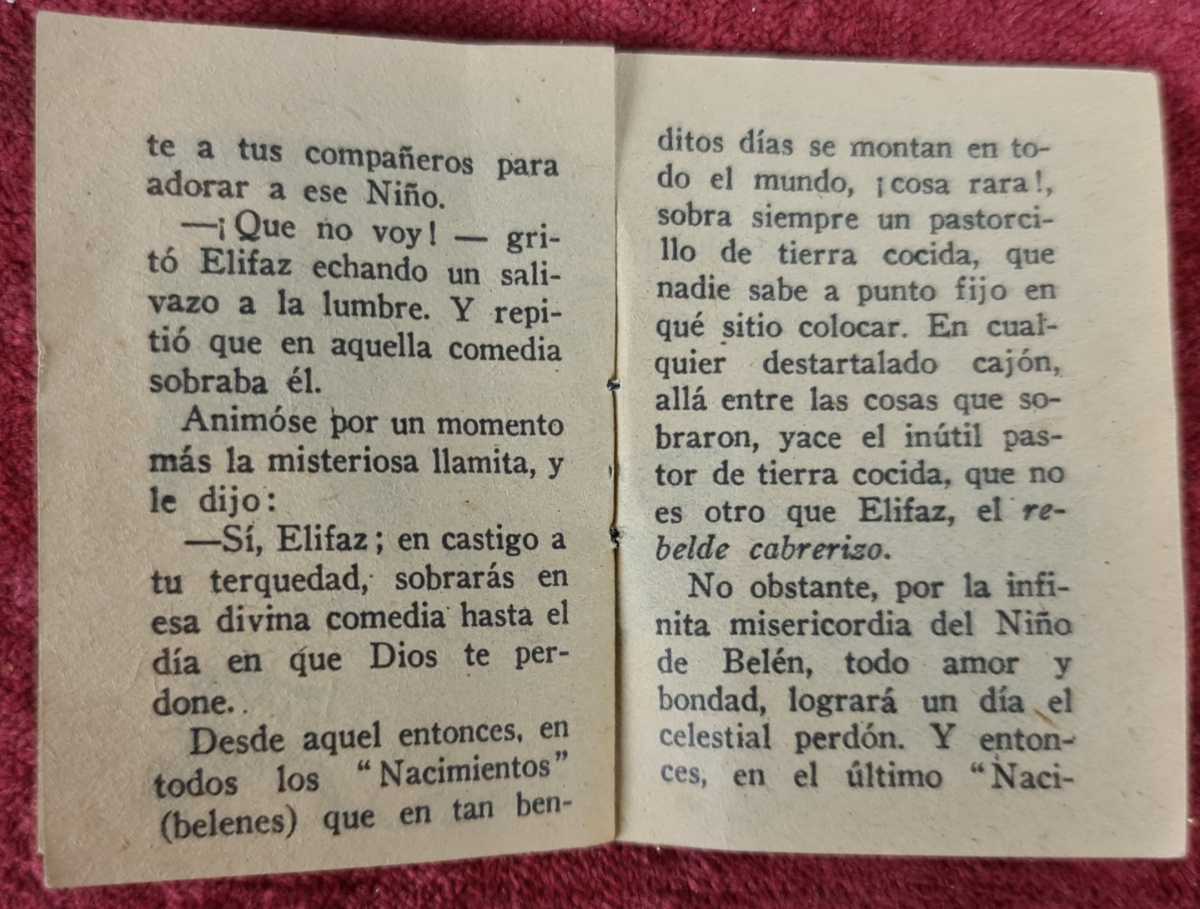 te a tus compañeros para
adorar a ese Niño.
—¡Que no voy! — gri-
tó Elifaz echando un sali-
vazo a la lumbre. Y repi-
tió que en aquella comedia
sobraba él.
Animóse por un momento
más la misteriosa llamita, y
le dijo:
—Sí, Elifaz; en castigo a
tu terquedad, sobrarás en
esa divina comedia hasta el
día en que Dios te per-
done.
Desde aquel entonces, en
todos los "Nacimientos"
(belenes) que en tan ben-
ditos días se montan en to-
do el mundo, ¡cosa rara!,
sobra siempre un pastorci-
llo de tierra cocida, que
nadie sabe a punto fijo en
qué sitio colocar. En cual-
quier destartalado cajón,
allá entre las cosas que so-
braron, yace el inútil pas-
tor de tierra cocida, que no
es otro que Elifaz, el re-
belde cabrerizo.
No obstante, por la infi-
nita misericordia del Niño
de Belén, todo amor y
bondad, logrará un día el
celestial perdón. Y enton-
ces, en el último "Naci-